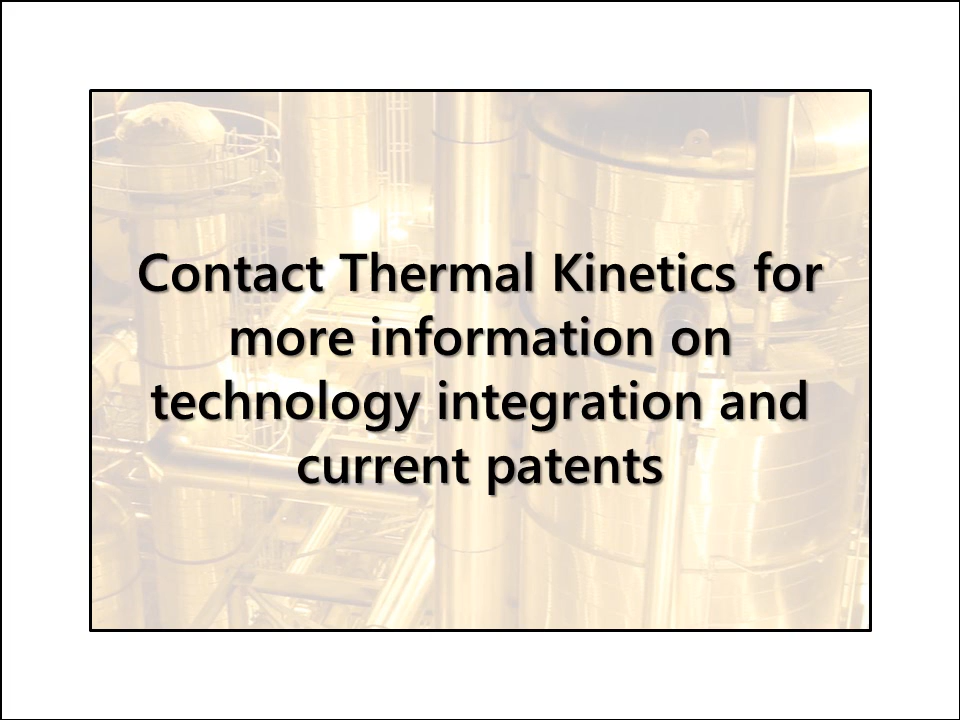 Contact Thermal Kinetics for
more information on
technology integration and
current patents